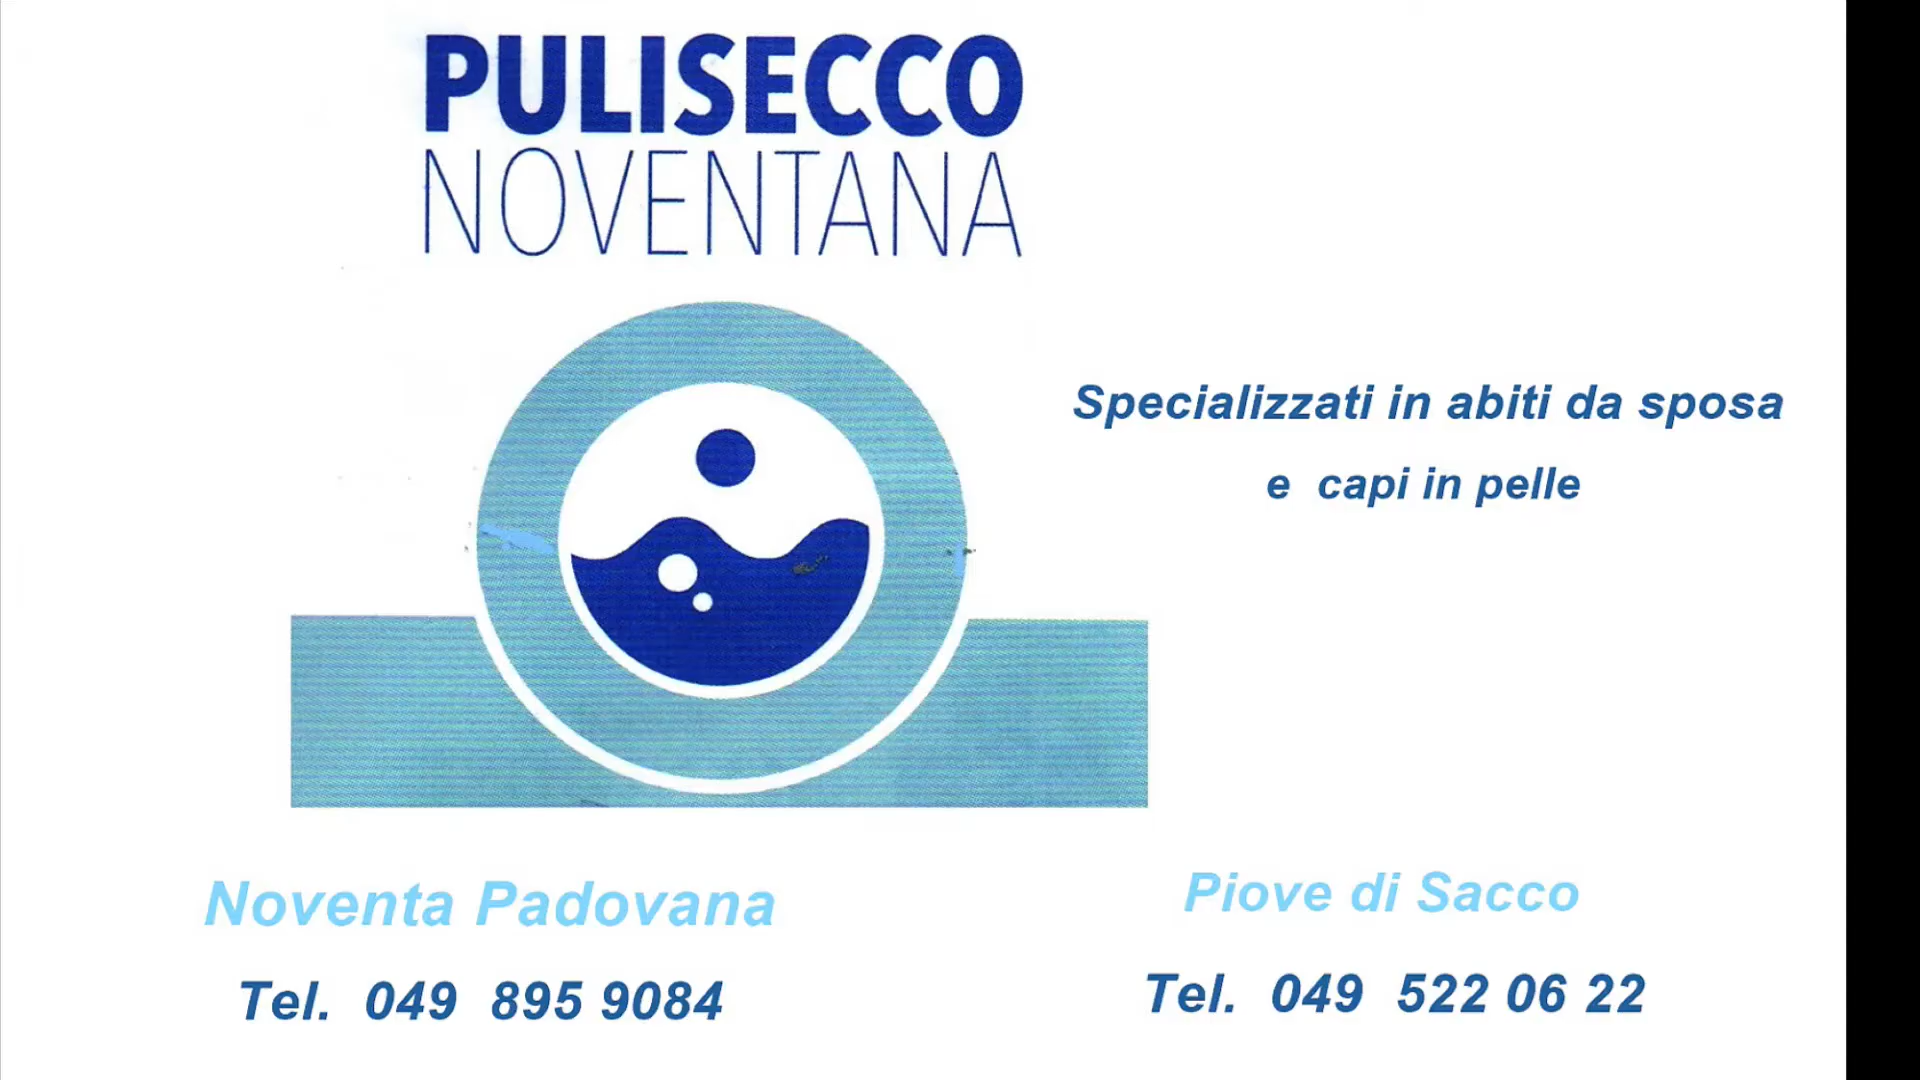 PULISECCO
NOVENTANA
Specializzati in abiti da sposa
e capi in pelle
Noventa Padovana
Tel. 049 895 9084
Piove di Sacco
Tel. 049 522 06 22